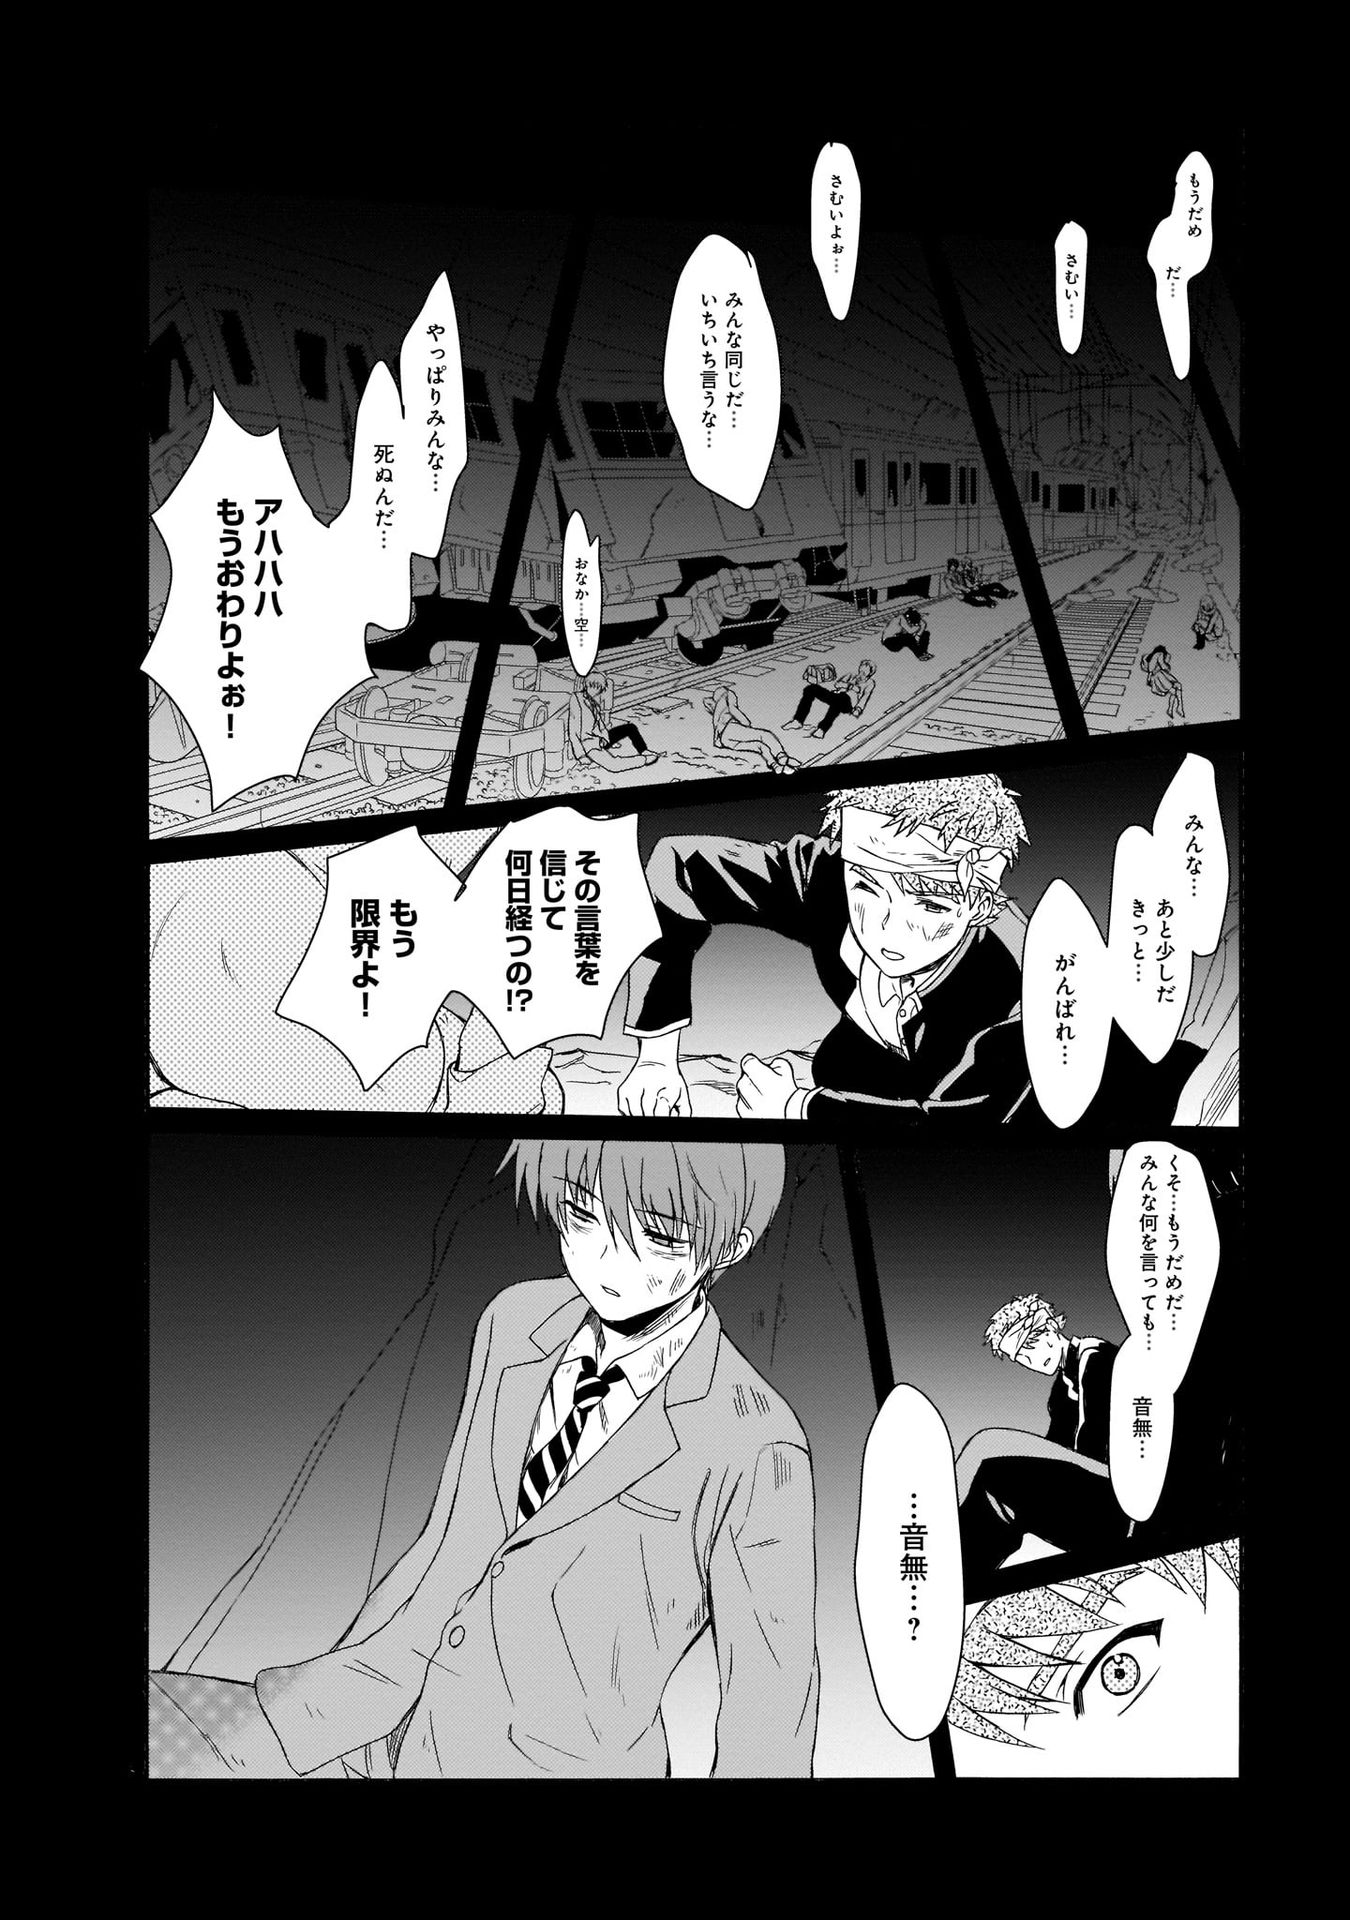 もうだめ
だ…
さむい…
さむいよぉ…
みんな同じだ…
いちいち言うな…
おなか…空…
やっぱりみんな…
死ぬんだ…
アハハハ
もうおわりよぉ！
みんな…
あと少しだ
きっと…
がんばれ…
その言葉を
信じて
何日経つの!?
もう
限界よ！
くそ…もうだめだ…
みんな何を言っても…
音無…
…音無…？